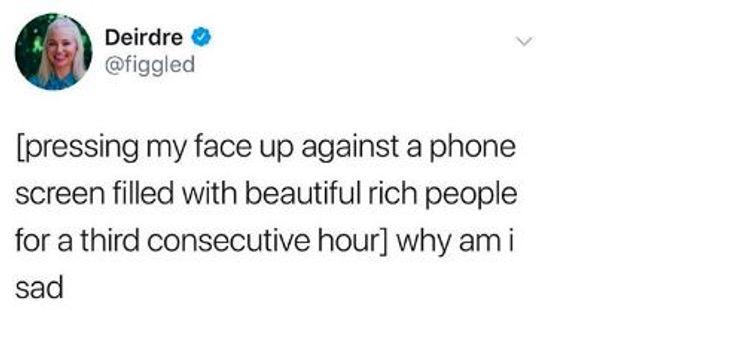 Deirdre
@figgled
[pressing my face up against a phone
screen filled with beautiful rich people
for a third consecutive hour] why am i
sad